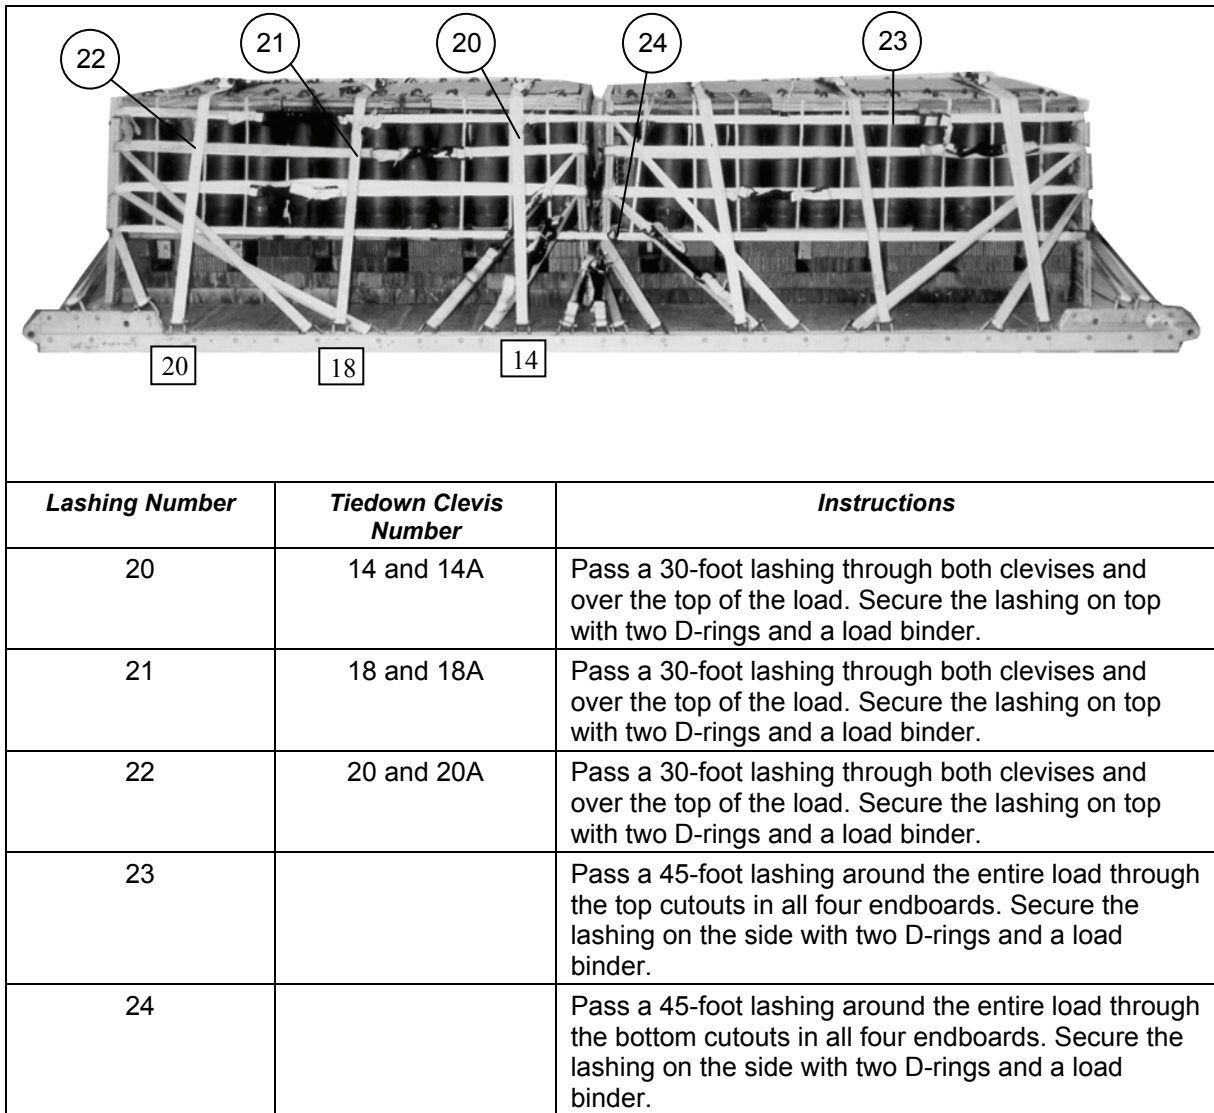 22
21
20
24
23
20
18
14
Lashing Number
Tiedown Clevis
Number
Instructions
20
14 and 14A
Pass a 30-foot lashing through both clevises and
over the top of the load. Secure the lashing on top
with two D-rings and a load binder.
21
18 and 18A
Pass a 30-foot lashing through both clevises and
over the top of the load. Secure the lashing on top
with two D-rings and a load binder.
22
20 and 20A
Pass a 30-foot lashing through both clevises and
over the top of the load. Secure the lashing on top
with two D-rings and a load binder.
23
Pass a 45-foot lashing around the entire load through
the top cutouts in all four endboards. Secure the
lashing on the side with two D-rings and a load
binder.
24
Pass a 45-foot lashing around the entire load through
the bottom cutouts in all four endboards. Secure the
lashing on the side with two D-rings and a load
binder.